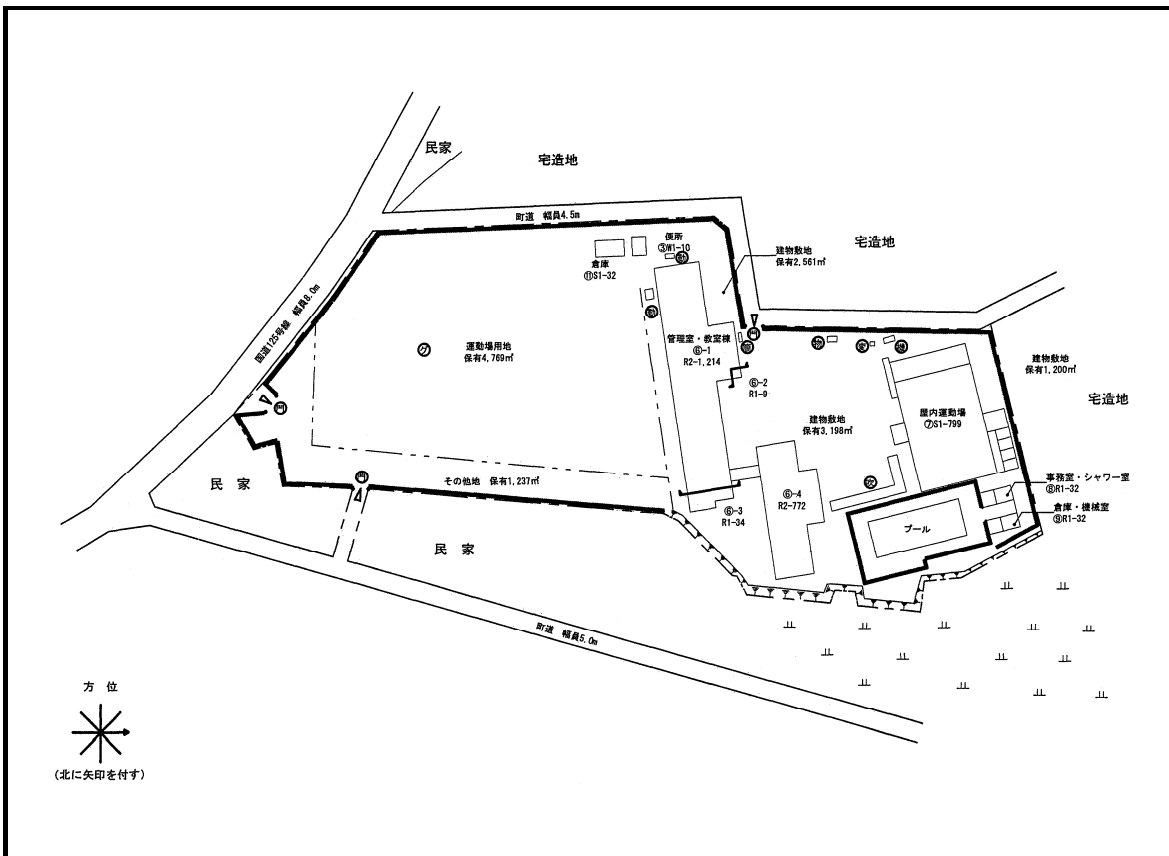 民家
宅造地
町道 幅員4.5m
宅造地
便所
③W1-10
倉庫
⑪S1-32
建物敷地
保有2,561㎡
国道125号線 幅員8.0m
運動場用地
保有4,769㎡
管理室・教室棟
⑥-1
R2-1,214
⑥-2
R1-9
建物敷地
保有1,200㎡
宅造地
建物敷地
保有3,198㎡
屋内運動場
⑦S1-799
門
門
門
その他地 保有1,237㎡
民 家
⑥-3
R1-34
⑥-4
R2-772
事務室・シャワー室
⑧R1-32
倉庫・機械室
⑨R1-32
プール
民 家
町道 幅員5.0m
方 位
(北に矢印を付す)